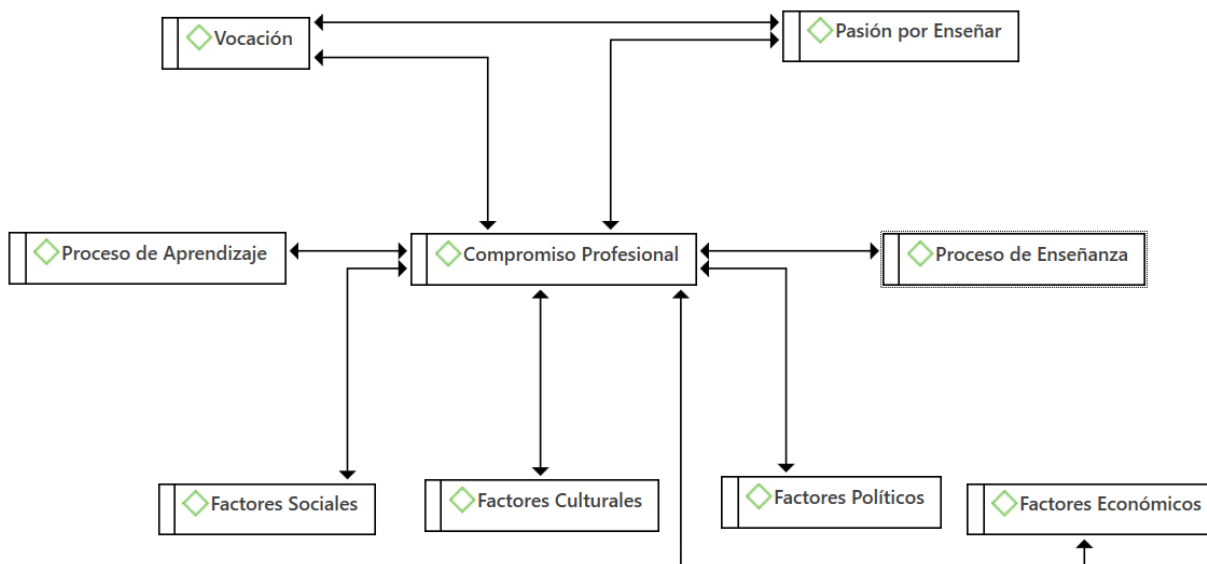 Vocación
Pasión por Enseñar
Proceso de Aprendizaje
Compromiso Profesional
Proceso de Enseñanza
Factores Sociales
Factores Culturales
Factores Políticos
Factores Económicos